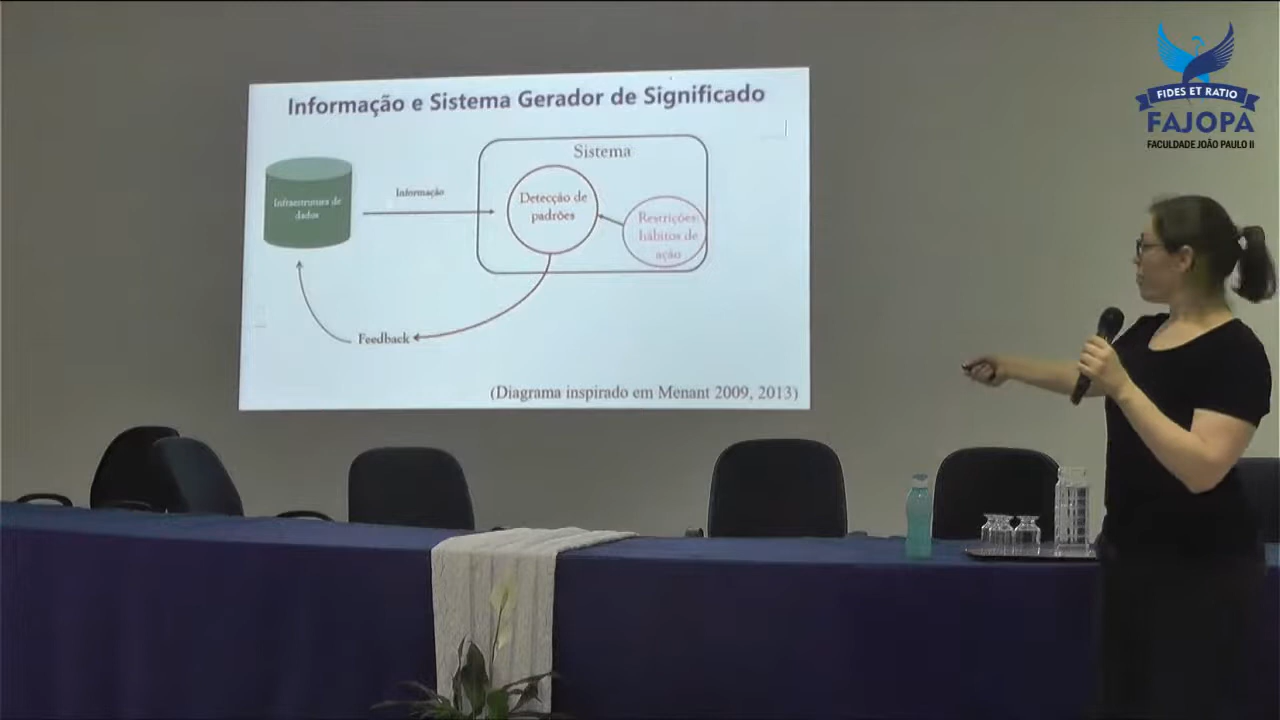 FIDES ET RATIO
FAJOPA
FACULDADE JOÃO PAULO II
Informação e Sistema Gerador de Significado
Sistema
Infraestrutura de
dados
Informação
Detecção de
padrões
Restrições:
hábitos de
ação
Feedback
(Diagrama inspirado em Menant 2009, 2013)